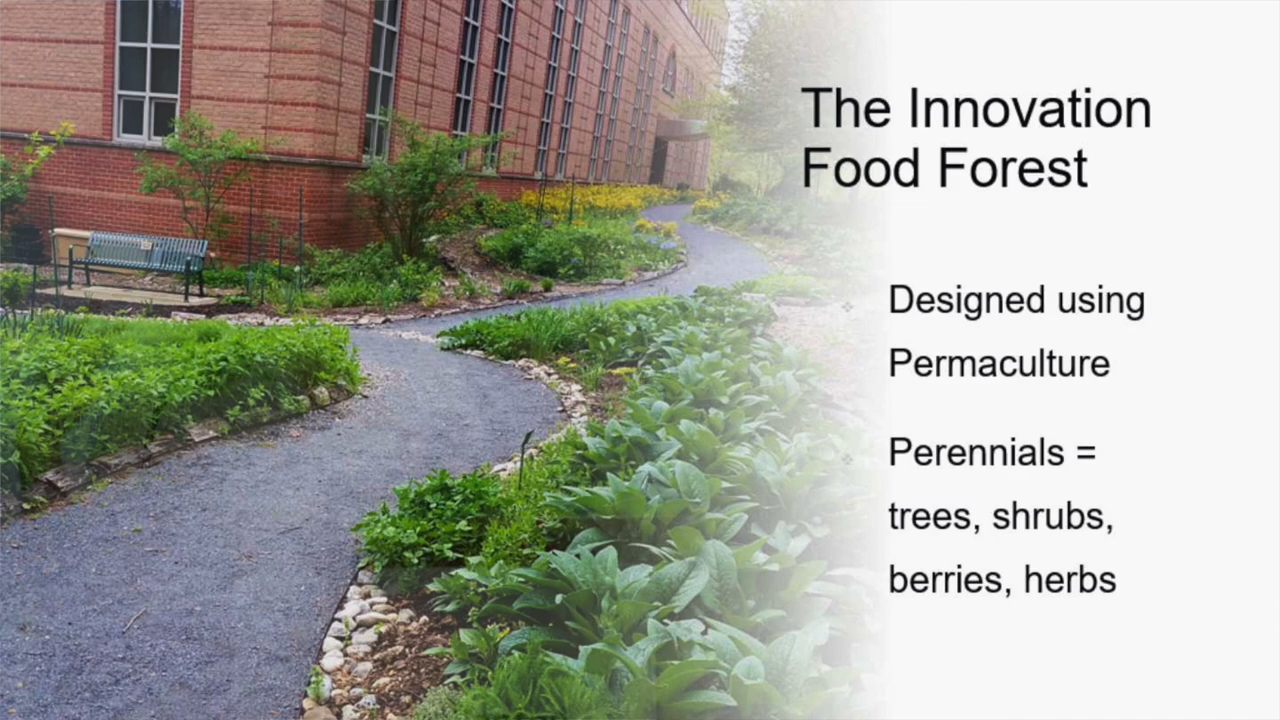 The Innovation
Food Forest
Designed using
Permaculture
Perennials =
trees, shrubs,
berries, herbs